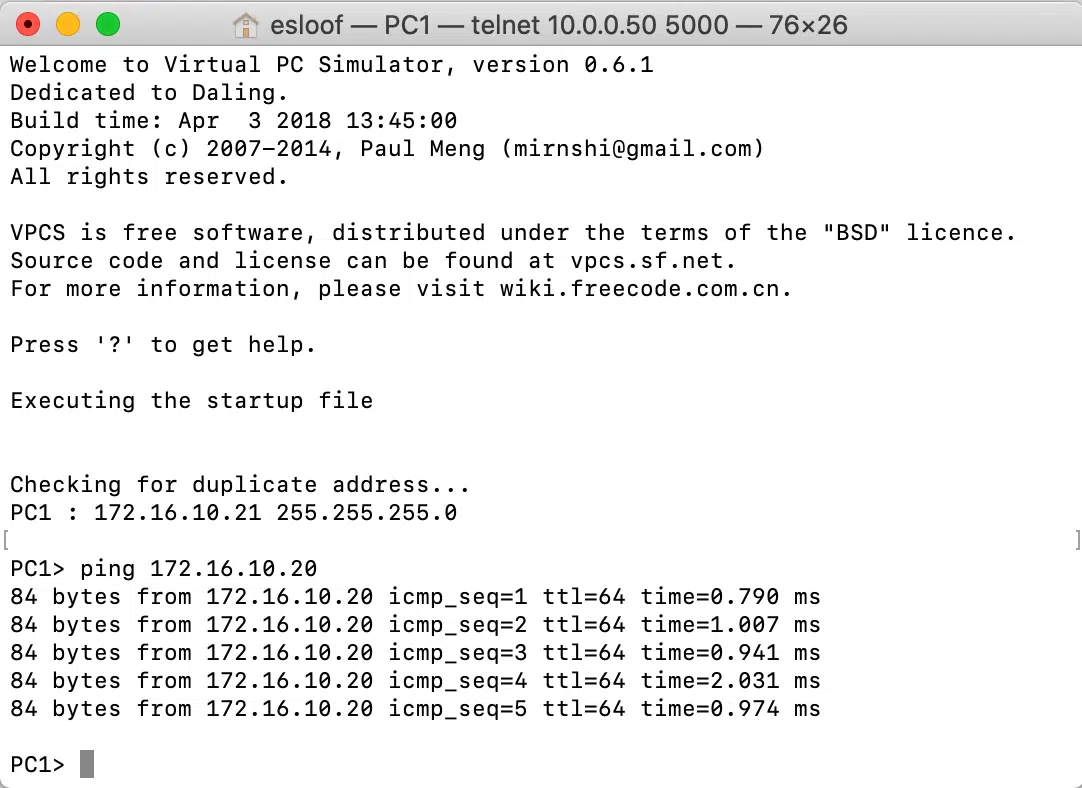 esloof — PC1 — telnet 10.0.0.50 5000 — 76×26
Welcome to Virtual PC Simulator, version 0.6.1
Dedicated to Daling.
Build time: Apr  3 2018 13:45:00
Copyright (c) 2007-2014, Paul Meng (mirnshi@gmail.com)
All rights reserved.
VPCS is free software, distributed under the terms of the "BSD" licence.
Source code and license can be found at vpcs.sf.net.
For more information, please visit wiki.freecode.com.cn.
Press '?' to get help.
Executing the startup file
Checking for duplicate address...
PC1 : 172.16.10.21 255.255.255.0
[ ]
PC1> ping 172.16.10.20
84 bytes from 172.16.10.20 icmp_seq=1 ttl=64 time=0.790 ms
84 bytes from 172.16.10.20 icmp_seq=2 ttl=64 time=1.007 ms
84 bytes from 172.16.10.20 icmp_seq=3 ttl=64 time=0.941 ms
84 bytes from 172.16.10.20 icmp_seq=4 ttl=64 time=2.031 ms
84 bytes from 172.16.10.20 icmp_seq=5 ttl=64 time=0.974 ms
PC1>